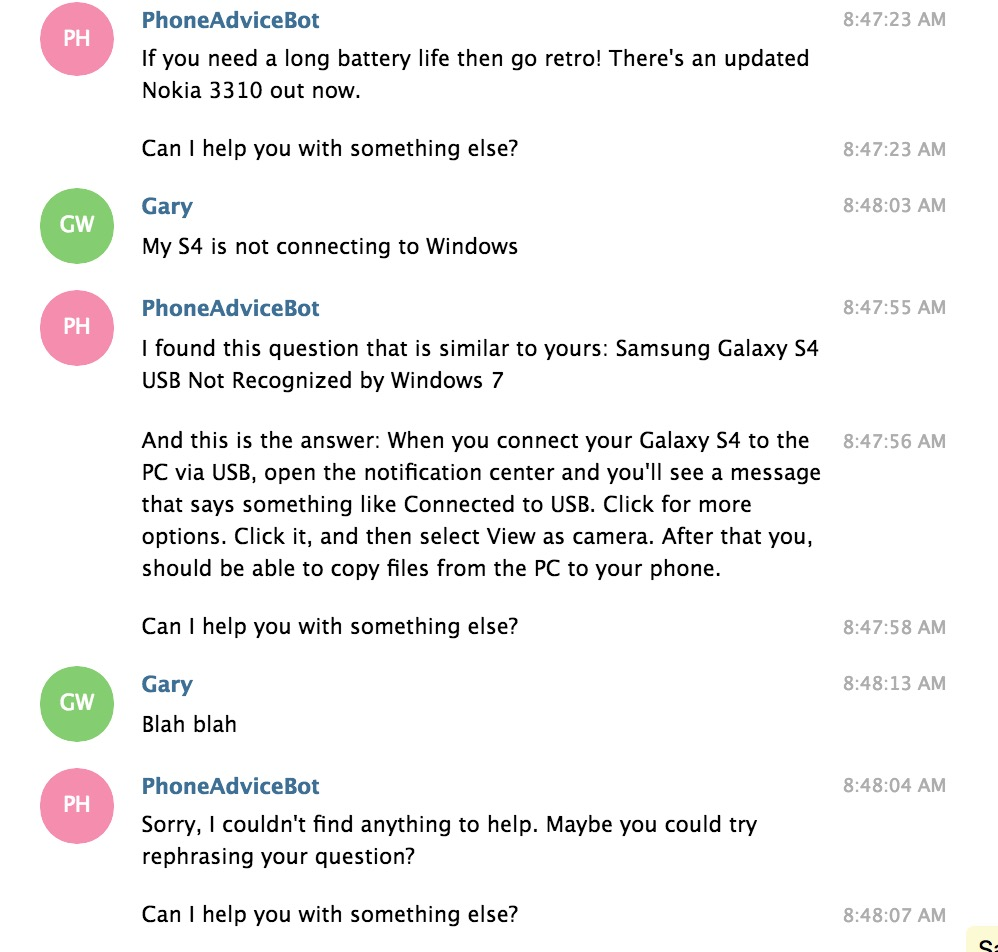 PH
PhoneAdviceBot
8:47:23 AM
If you need a long battery life then go retro! There's an updated
Nokia 3310 out now.
Can I help you with something else?
8:47:23 AM
GW
Gary
8:48:03 AM
My S4 is not connecting to Windows
PH
PhoneAdviceBot
8:47:55 AM
I found this question that is similar to yours: Samsung Galaxy S4
USB Not Recognized by Windows 7
And this is the answer: When you connect your Galaxy S4 to the
8:47:56 AM
PC via USB, open the notification center and you'll see a message
that says something like Connected to USB. Click for more
options. Click it, and then select View as camera. After that you,
should be able to copy files from the PC to your phone.
Can I help you with something else?
8:47:58 AM
GW
Gary
8:48:13 AM
Blah blah
PH
PhoneAdviceBot
8:48:04 AM
Sorry, I couldn't find anything to help. Maybe you could try
rephrasing your question?
Can I help you with something else?
8:48:07 AM